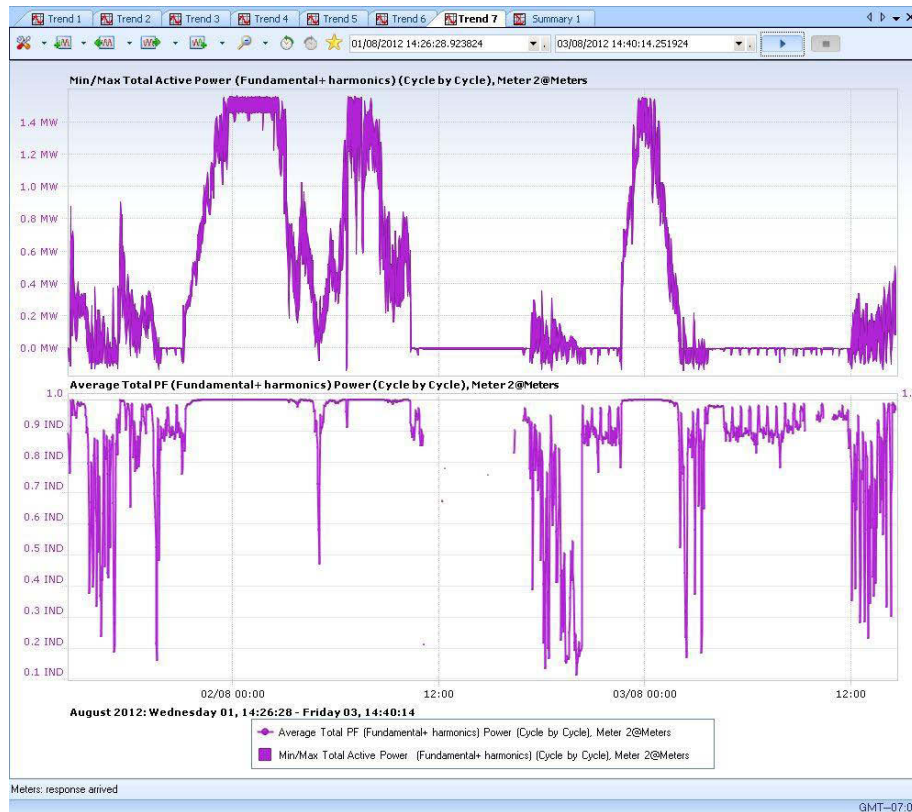 Trend 1 Trend 2 Trend 3 Trend 4 Trend 5 Trend 6 Trend 7 Summary 1
01/08/2012 14:26:28.923824 03/08/2012 14:40:14.251924
Min/Max Total Active Power (Fundamental+ harmonics) (Cycle by Cycle), Meter 2@Meters
1.4 MW
1.2 MW
1.0 MW
0.8 MW
0.6 MW
0.4 MW
0.2 MW
0.0 MW
Average Total PF (Fundamental+ harmonics) Power (Cycle by Cycle), Meter 2@Meters
1.0 1.
0.9 IND
0.8 IND
0.7 IND
0.6 IND
0.5 IND
0.4 IND
0.3 IND
0.2 IND
0.1 IND
02/08 00:00 12:00 03/08 00:00 12:00
August 2012: Wednesday 01, 14:26:28 - Friday 03, 14:40:14
Average Total PF (Fundamental+ harmonics) Power (Cycle by Cycle), Meter 2@Meters
Min/Max Total Active Power (Fundamental+ harmonics) (Cycle by Cycle), Meter 2@Meters
Meters: response arrived
GMT-07:0